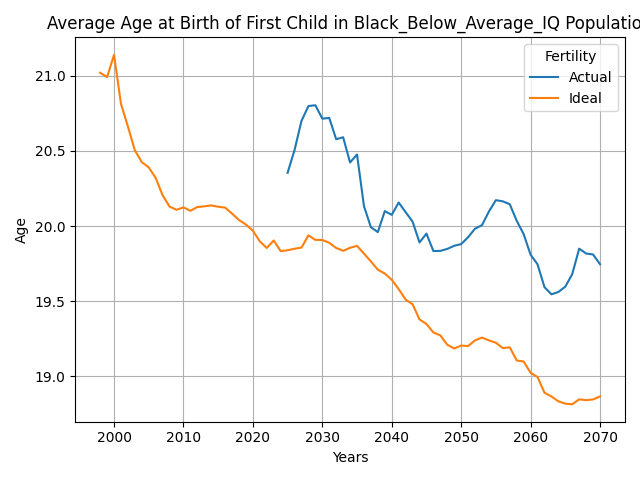 Average Age at Birth of First Child in Black_Below_Average_IQ Populatio
Fertility
Actual
Ideal
21.0
20.5
20.0
19.5
19.0
Age
2000 2010 2020 2030 2040 2050 2060 2070
Years